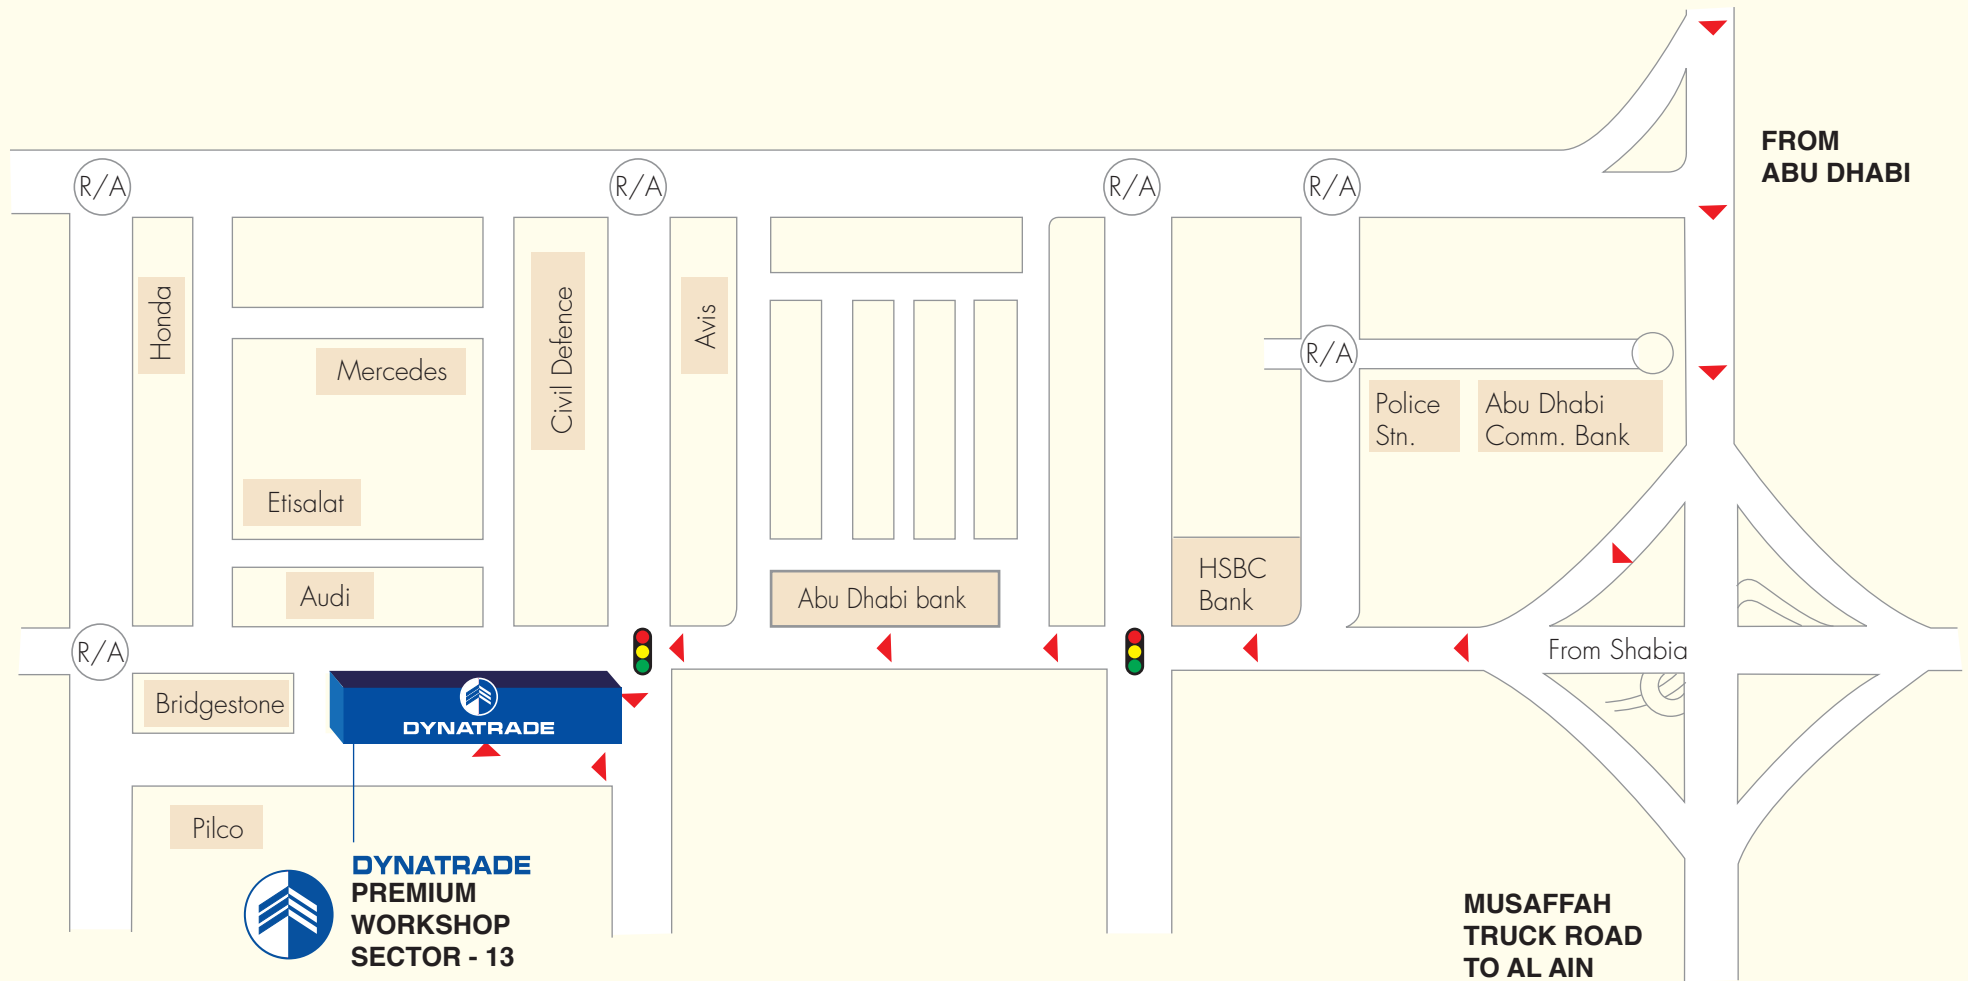 FROM
ABU DHABI
R/A
R/A
R/A
R/A
Honda
Mercedes
Civil Defence
Avis
R/A
Police
Stn.
Abu Dhabi
Comm. Bank
Etisalat
Audi
Abu Dhabi bank
HSBC
Bank
R/A
From Shabia
Bridgestone
DYNATRADE
Pilco
DYNATRADE
PREMIUM
WORKSHOP
SECTOR - 13
MUSAFFAH
TRUCK ROAD
TO AL AIN